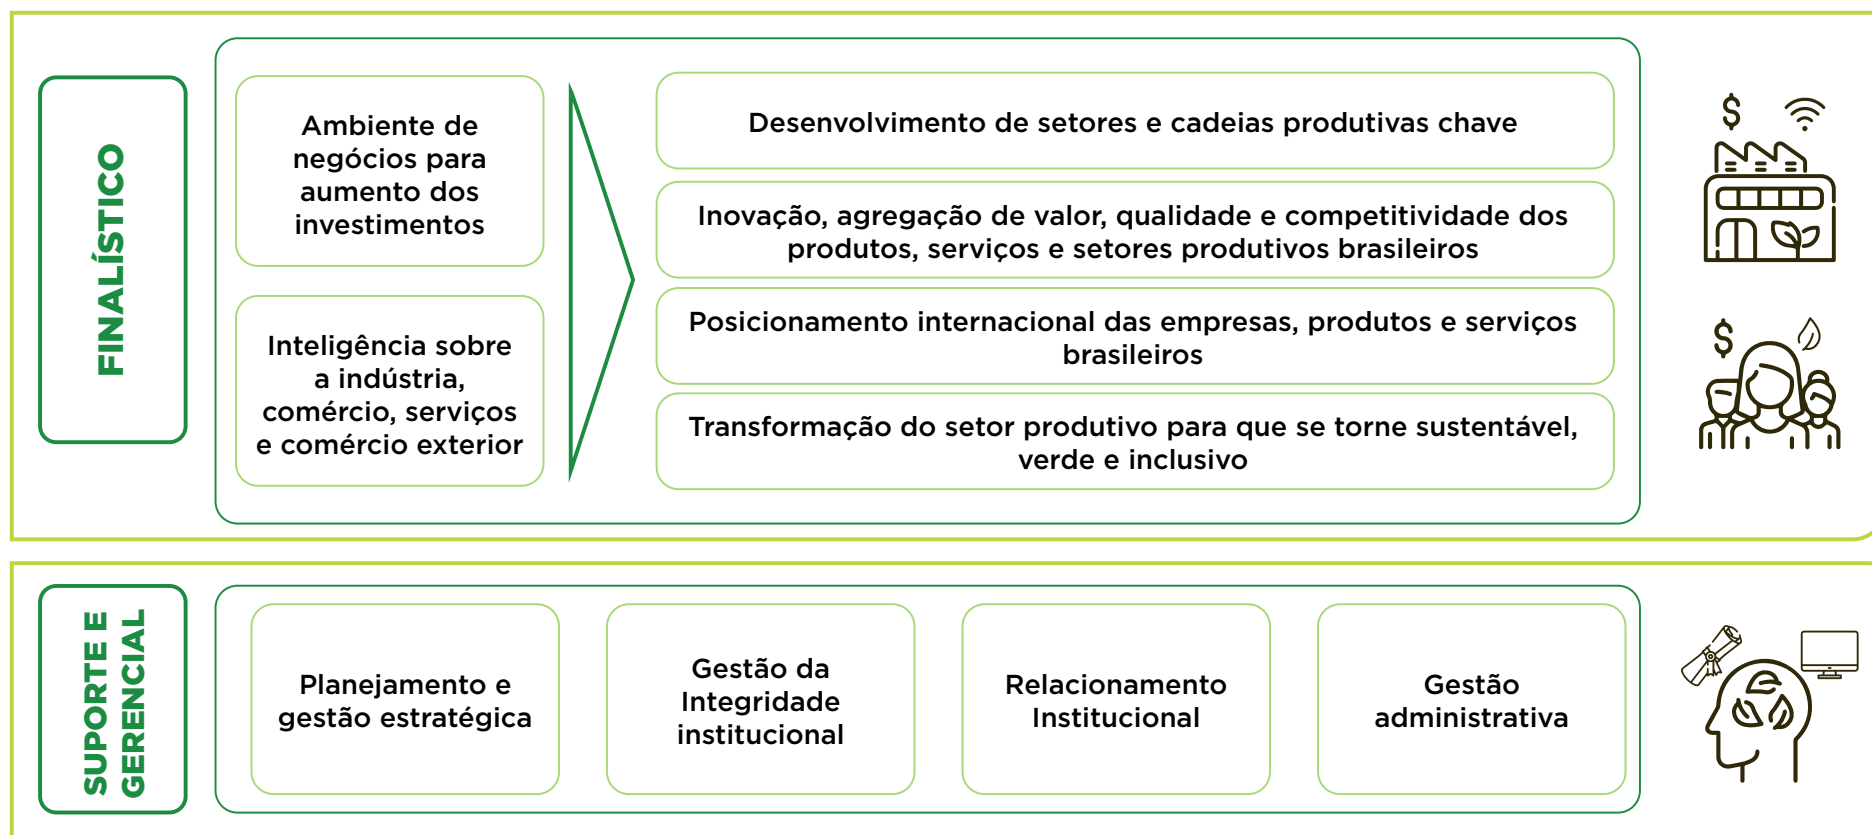 FINALÍSTICO
Ambiente de
negócios para
aumento dos
investimentos
Inteligência sobre
a indústria,
comércio, serviços
e comércio exterior
Desenvolvimento de setores e cadeias produtivas chave
Inovação, agregação de valor, qualidade e competitividade dos
produtos, serviços e setores produtivos brasileiros
Posicionamento internacional das empresas, produtos e serviços
brasileiros
Transformação do setor produtivo para que se torne sustentável,
verde e inclusivo
$
$
SUPORTE E
GERENCIAL
Planejamento e
gestão estratégica
Gestão da
Integridade
institucional
Relacionamento
Institucional
Gestão
administrativa